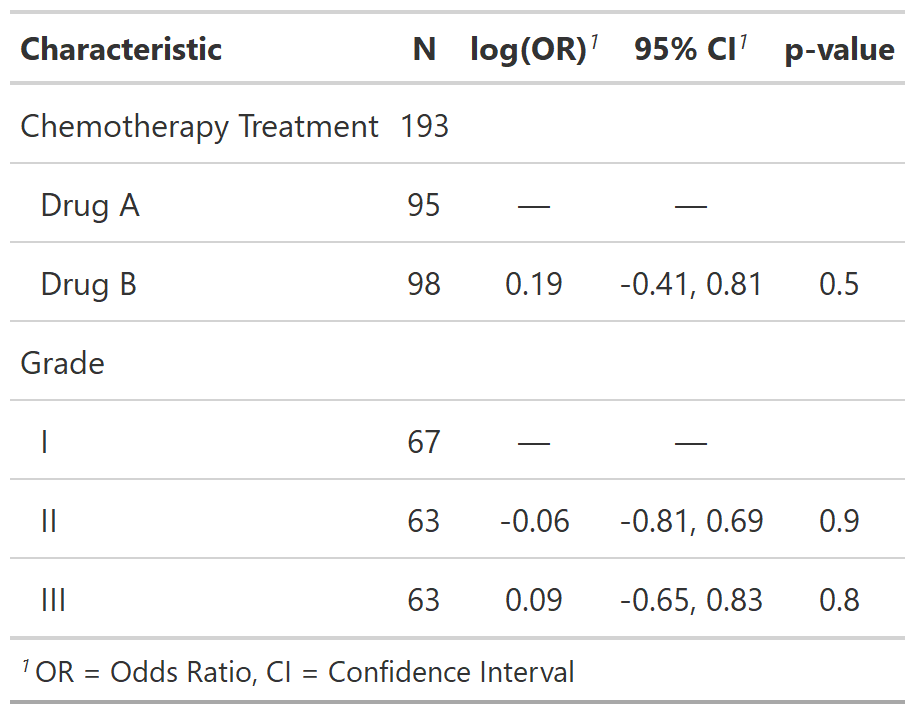 Characteristic N log(OR)¹ 95% CI¹ p-value
Chemotherapy Treatment 193
Drug A 95 — —
Drug B 98 0.19 -0.41, 0.81 0.5
Grade
I 67 — —
II 63 -0.06 -0.81, 0.69 0.9
III 63 0.09 -0.65, 0.83 0.8
¹ OR = Odds Ratio, CI = Confidence Interval